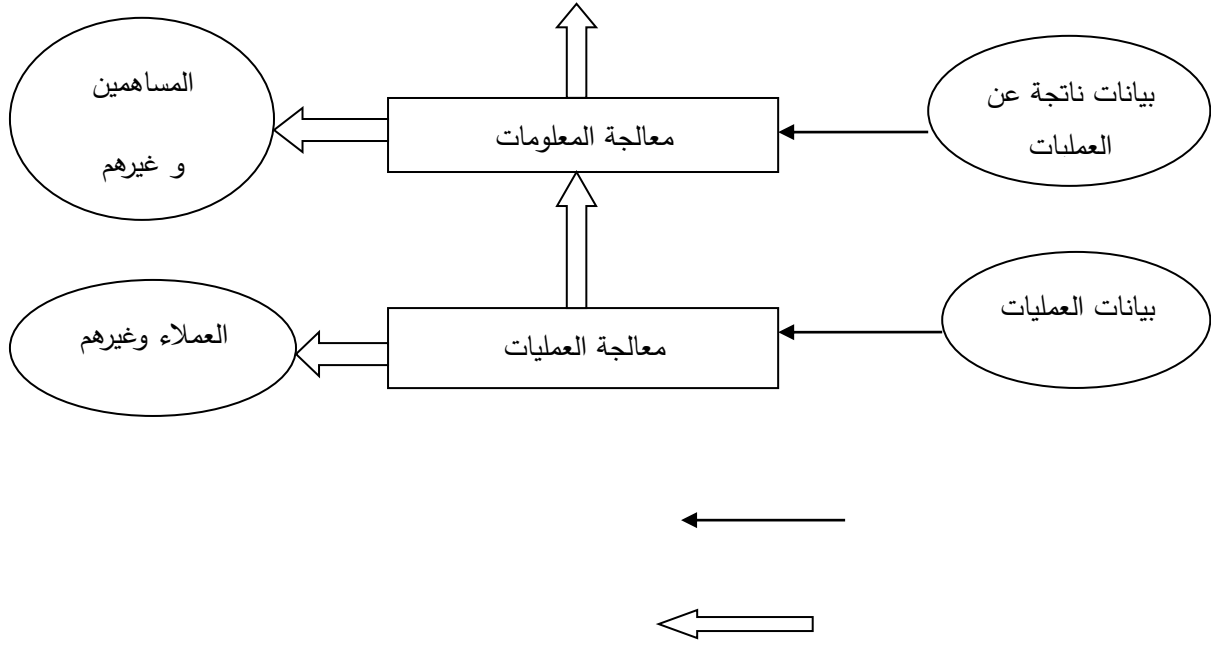 المساهمين
و غيرهم
معالجة المعلومات
بيانات ناتجة عن
العمليات
العملاء وغيرهم
معالجة العمليات
بيانات العمليات